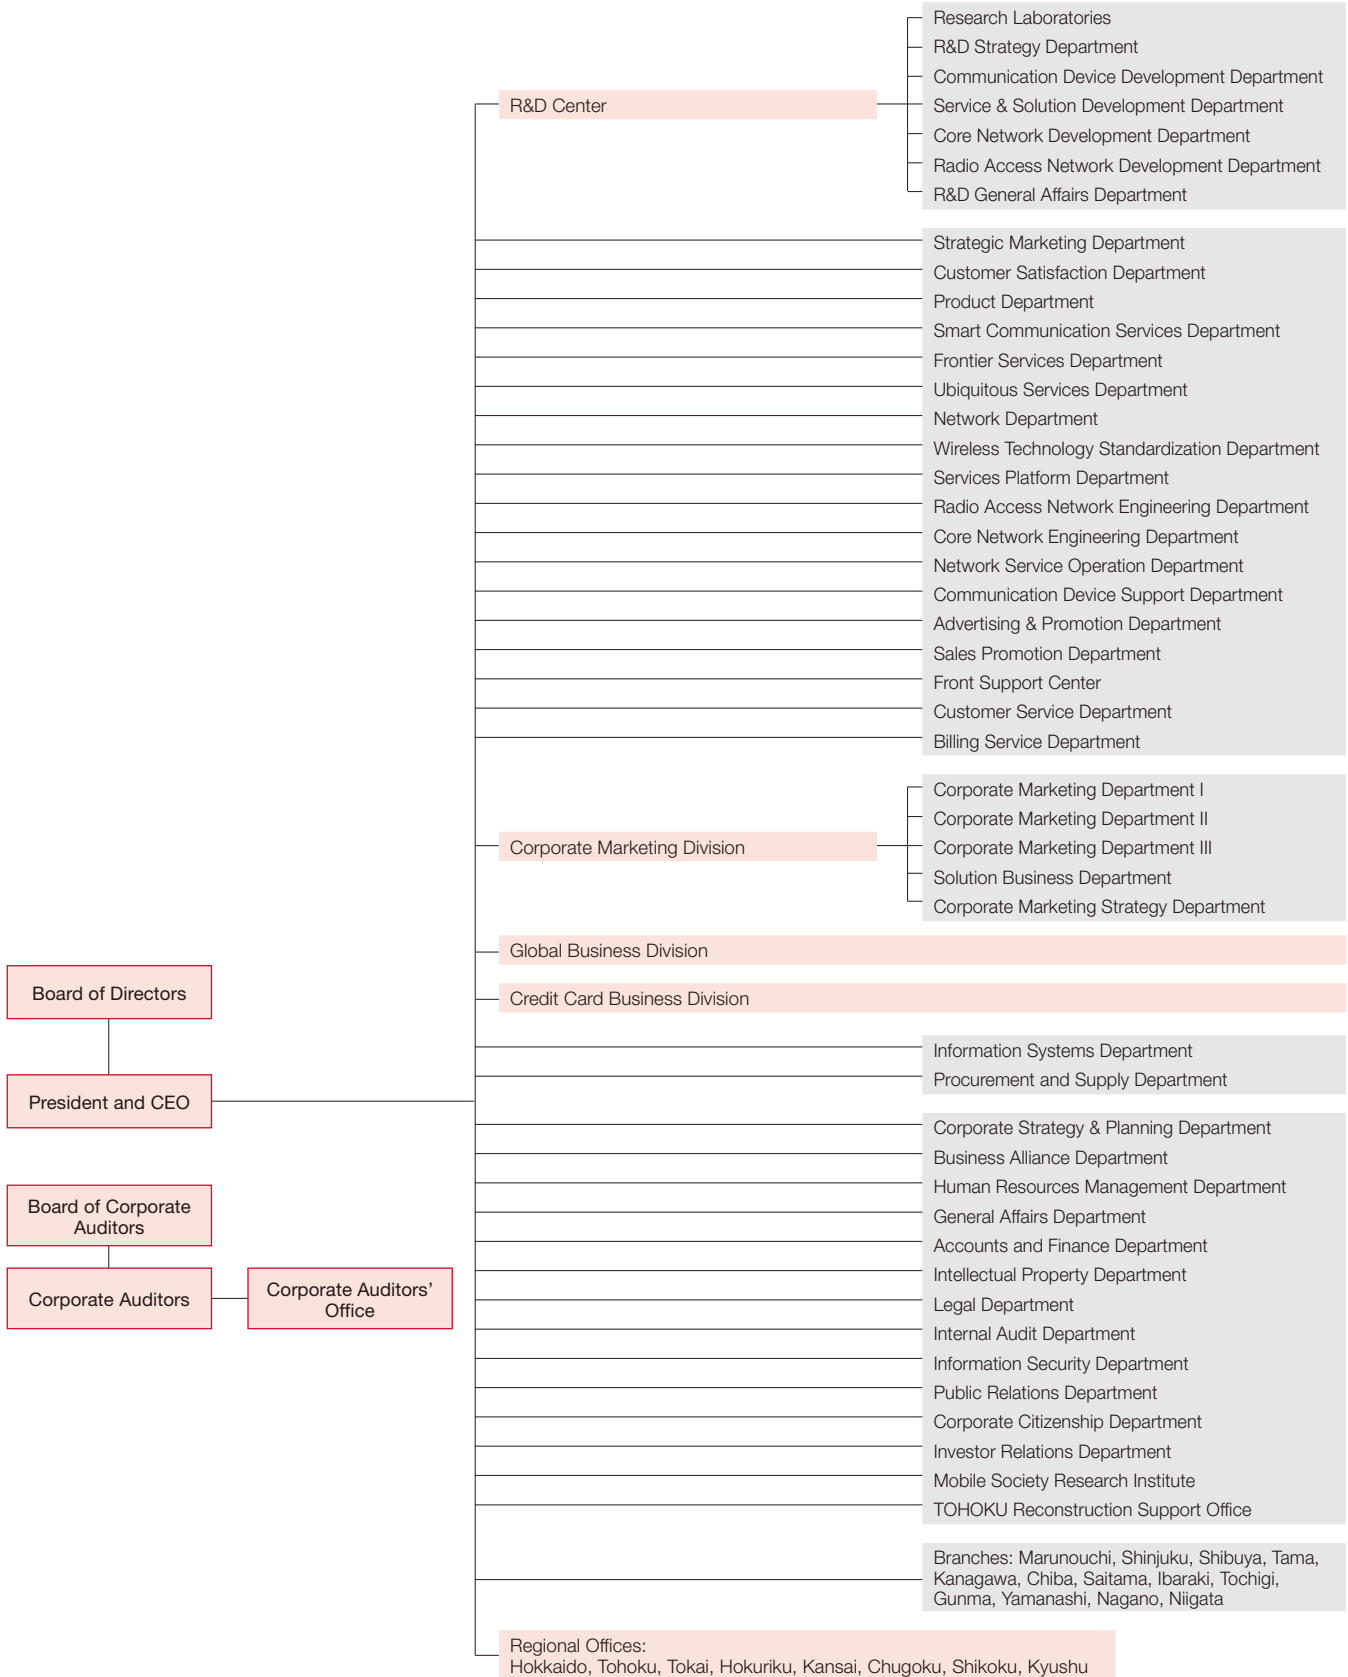 Research Laboratories
R&D Strategy Department
Communication Device Development Department
R&D Center
Service & Solution Development Department
Core Network Development Department
Radio Access Network Development Department
R&D General Affairs Department
Strategic Marketing Department
Customer Satisfaction Department
Product Department
Smart Communication Services Department
Frontier Services Department
Ubiquitous Services Department
Network Department
Wireless Technology Standardization Department
Services Platform Department
Radio Access Network Engineering Department
Core Network Engineering Department
Network Service Operation Department
Communication Device Support Department
Advertising & Promotion Department
Sales Promotion Department
Front Support Center
Customer Service Department
Billing Service Department
Corporate Marketing Department I
Corporate Marketing Department II
Corporate Marketing Division
Corporate Marketing Department III
Solution Business Department
Corporate Marketing Strategy Department
Global Business Division
Board of Directors
Credit Card Business Division
Information Systems Department
Procurement and Supply Department
President and CEO
Corporate Strategy & Planning Department
Business Alliance Department
Human Resources Management Department
Board of Corporate
Auditors
General Affairs Department
Accounts and Finance Department
Intellectual Property Department
Corporate Auditors
Corporate Auditors’
Office
Legal Department
Internal Audit Department
Information Security Department
Public Relations Department
Corporate Citizenship Department
Investor Relations Department
Mobile Society Research Institute
TOHOKU Reconstruction Support Office
Branches: Marunouchi, Shinjuku, Shibuya, Tama,
Kanagawa, Chiba, Saitama, Ibaraki, Tochigi,
Gunma, Yamanashi, Nagano, Niigata
Regional Offices:
Hokkaido, Tohoku, Tokai, Hokuriku, Kansai, Chugoku, Shikoku, Kyushu